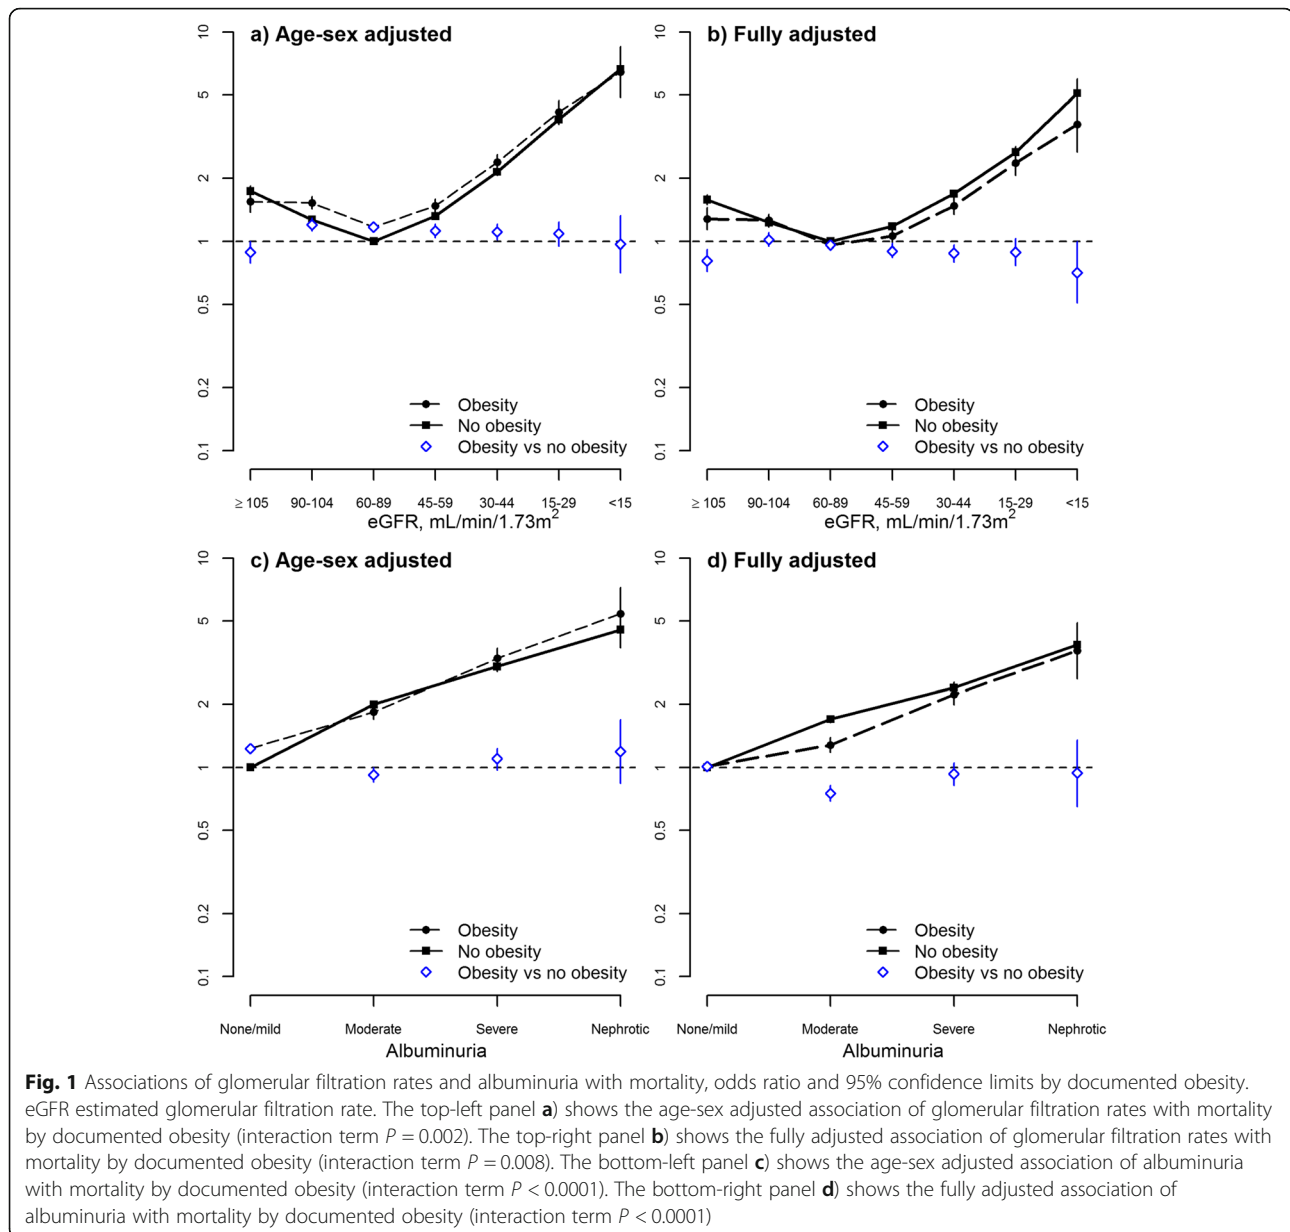 a) Age-sex adjusted
10
5
2
1
0.5
0.2
0.1
Obesity
No obesity
Obesity vs no obesity
≥ 105 90-104 60-89 45-59 30-44 15-29 <15
eGFR, mL/min/1.73m²
b) Fully adjusted
10
5
2
1
0.5
0.2
0.1
Obesity
No obesity
Obesity vs no obesity
≥ 105 90-104 60-89 45-59 30-44 15-29 <15
eGFR, mL/min/1.73m²
c) Age-sex adjusted
10
5
2
1
0.5
0.2
0.1
Obesity
No obesity
Obesity vs no obesity
None/mild Moderate Severe Nephrotic
Albuminuria
d) Fully adjusted
10
5
2
1
0.5
0.2
0.1
Obesity
No obesity
Obesity vs no obesity
None/mild Moderate Severe Nephrotic
Albuminuria
Fig. 1 Associations of glomerular filtration rates and albuminuria with mortality, odds ratio and 95% confidence limits by documented obesity.
eGFR estimated glomerular filtration rate. The top-left panel a) shows the age-sex adjusted association of glomerular filtration rates with mortality
by documented obesity (interaction term P = 0.002). The top-right panel b) shows the fully adjusted association of glomerular filtration rates with
mortality by documented obesity (interaction term P = 0.008). The bottom-left panel c) shows the age-sex adjusted association of albuminuria
with mortality by documented obesity (interaction term P < 0.0001). The bottom-right panel d) shows the fully adjusted association of
albuminuria with mortality by documented obesity (interaction term P < 0.0001)